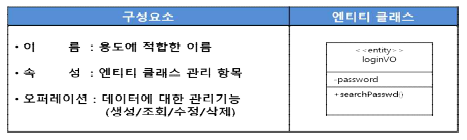 구성요소
엔티티 클래스
· 이 름 : 용도에 적합한 이름
· 속 성 : 엔티티 클래스 관리 항목
· 오퍼레이션 : 데이터에 대한 관리기능
(생성/조회/수정/삭제)
<<entity>>
loginVO
-password
+searchPasswd()